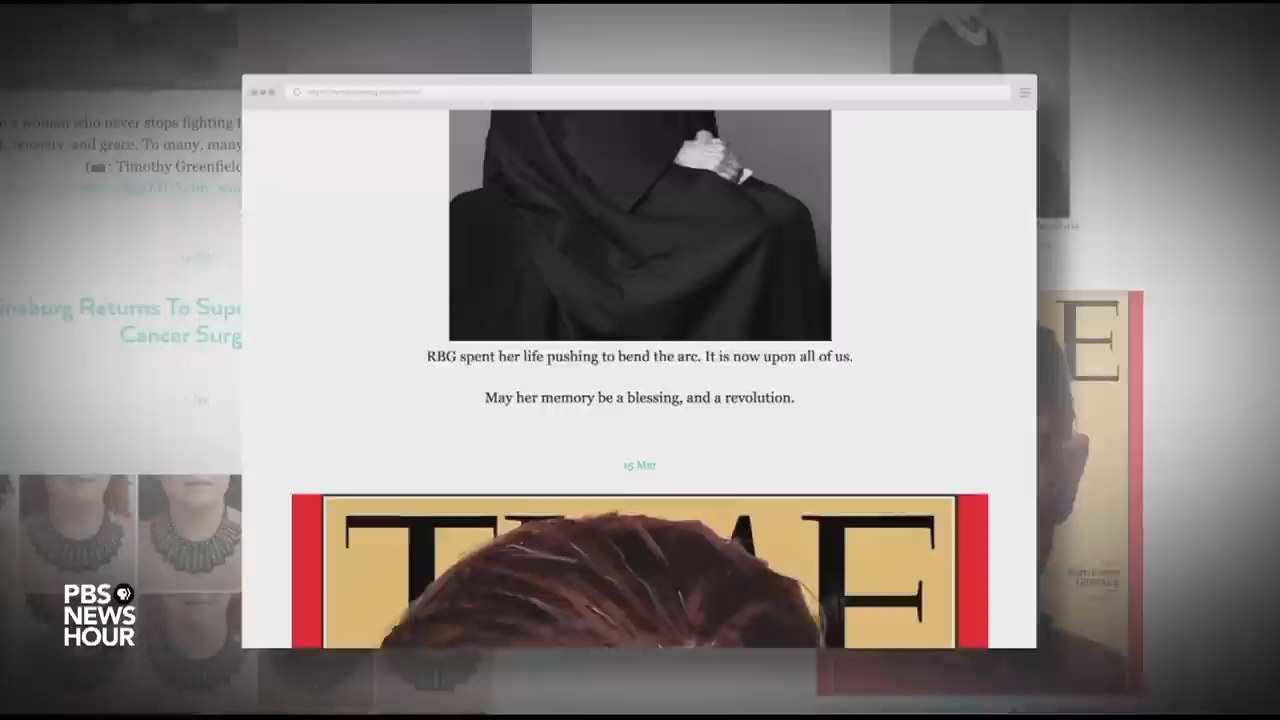 a woman who never stops fighting f
and grace. To many, many
: Timothy Greenfield
nsburg Returns To Supr
Cancer Surg
RBG spent her life pushing to bend the arc. It is now upon all of us.
May her memory be a blessing, and a revolution.
15 Mar
TIME
E
PBS
NEWS
HOUR